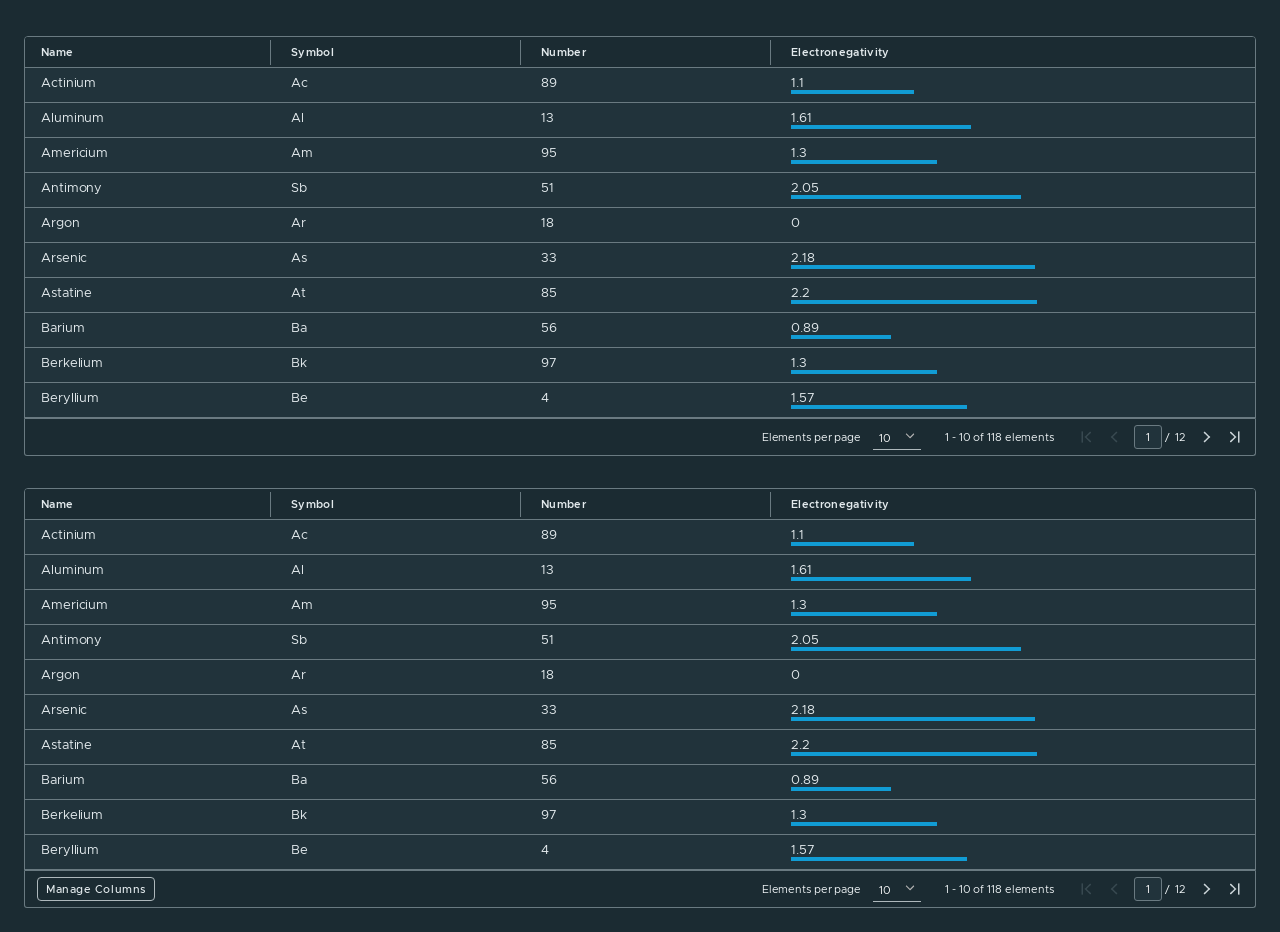 Name Symbol Number Electronegativity
Actinium Ac 89 1.1
Aluminum Al 13 1.61
Americium Am 95 1.3
Antimony Sb 51 2.05
Argon Ar 18 0
Arsenic As 33 2.18
Astatine At 85 2.2
Barium Ba 56 0.89
Berkelium Bk 97 1.3
Beryllium Be 4 1.57
Elements per page 10 1 - 10 of 118 elements 1 / 12
Name Symbol Number Electronegativity
Actinium Ac 89 1.1
Aluminum Al 13 1.61
Americium Am 95 1.3
Antimony Sb 51 2.05
Argon Ar 18 0
Arsenic As 33 2.18
Astatine At 85 2.2
Barium Ba 56 0.89
Berkelium Bk 97 1.3
Beryllium Be 4 1.57
Manage Columns Elements per page 10 1 - 10 of 118 elements 1 / 12